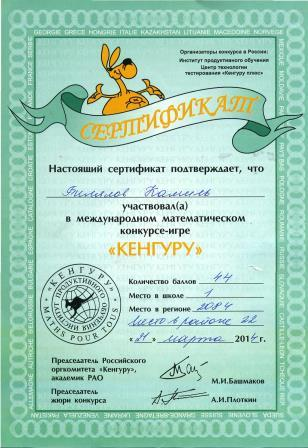 GEORGIE GRECE HONGRIE ITALIE KAZAKHSTAN LITUANIE MACEDOINE NORVEGE
Организаторы конкурса в России:
Институт продуктивного обучения
Центр технологии
тестирования «Кенгуру плюс»
СЕРТИФИКАТ
Настоящий сертификат подтверждает, что
Билялов Камиль
участвовал(а)
в международном математическом
конкурсе-игре
«КЕНГУРУ»
Количество баллов 44
Место в школе 1
Место в регионе 2084
Место в районе 22
«21» марта 2014 г.
"КЕНГУРУ"
ИНСТИТУТ ПРОДУКТИВНОГО ОБУЧЕНИЯ
MATHS POUR TOUS
Председатель Российского
оргкомитета «Кенгуру»,
академик РАО
М.И.Башмаков
Председатель
жюри конкурса
А.И.Плоткин